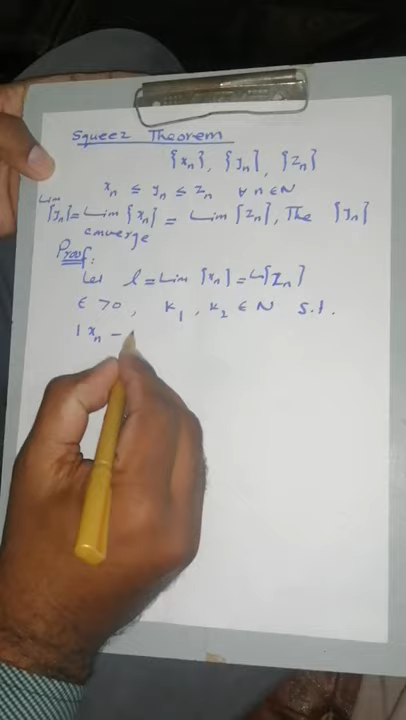 Squeez Theorem
{xn}, {yn}, {zn}
xn ≤ yn ≤ zn ∀ n ∈ N
Lim
{yn} = Lim {xn} = Lim {zn}, The {yn}
converge
Proof:
Let l = Lim {xn} = L{Zn}
ε > 0, K1, K2 ∈ N s.t.
|xn -